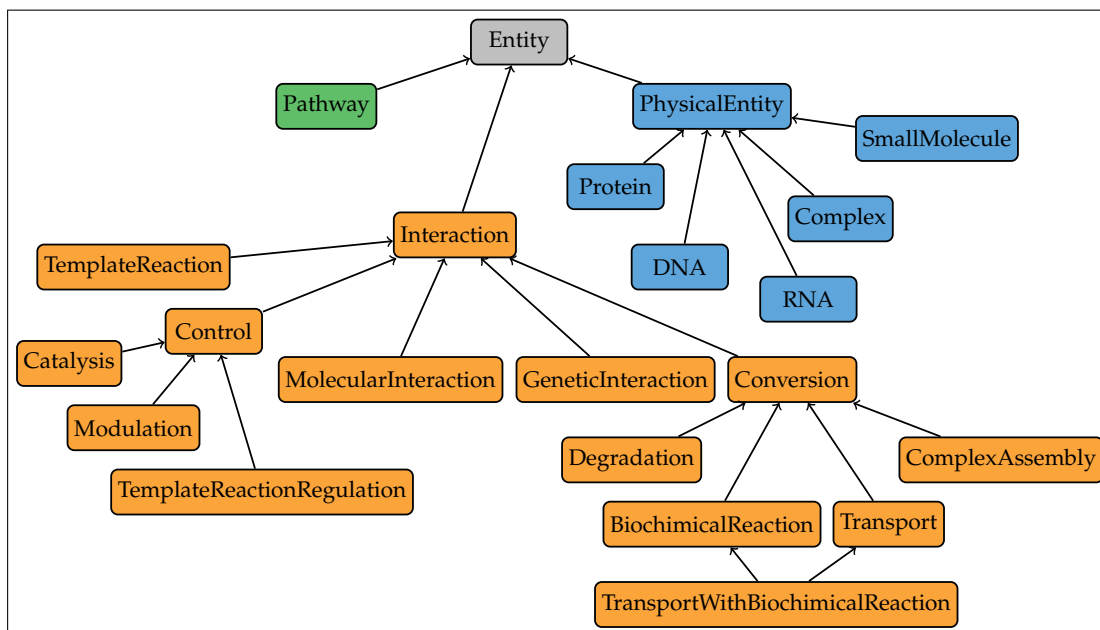 Entity
Pathway
PhysicalEntity
SmallMolecule
Protein
Complex
Interaction
TemplateReaction
DNA
RNA
Control
Catalysis
MolecularInteraction
GeneticInteraction
Conversion
Modulation
Degradation
ComplexAssembly
TemplateReactionRegulation
BiochimicalReaction
Transport
TransportWithBiochimicalReaction